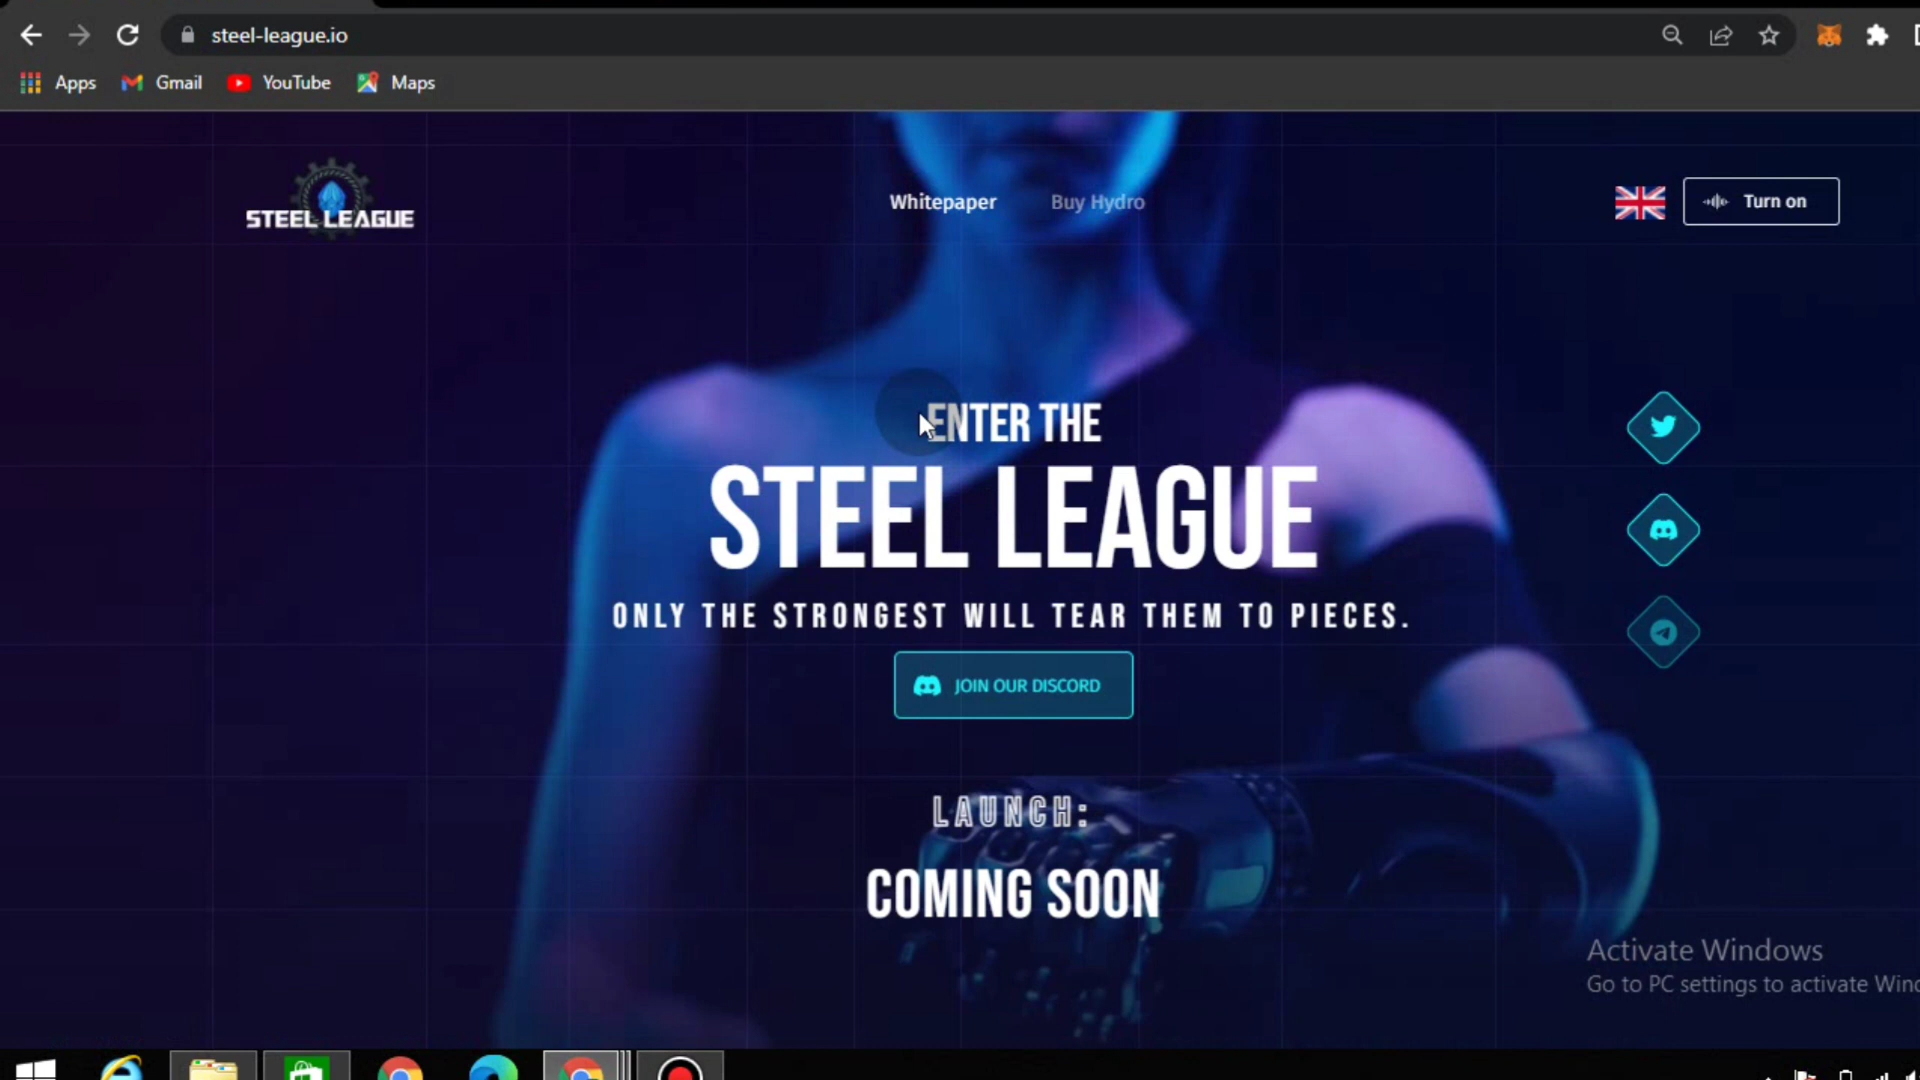 steel-league.io
Apps Gmail YouTube Maps
STEEL LEAGUE
Whitepaper Buy Hydro
Turn on
ENTER THE
STEEL LEAGUE
ONLY THE STRONGEST WILL TEAR THEM TO PIECES.
JOIN OUR DISCORD
LAUNCH:
COMING SOON
Activate Windows
Go to PC settings to activate Wind